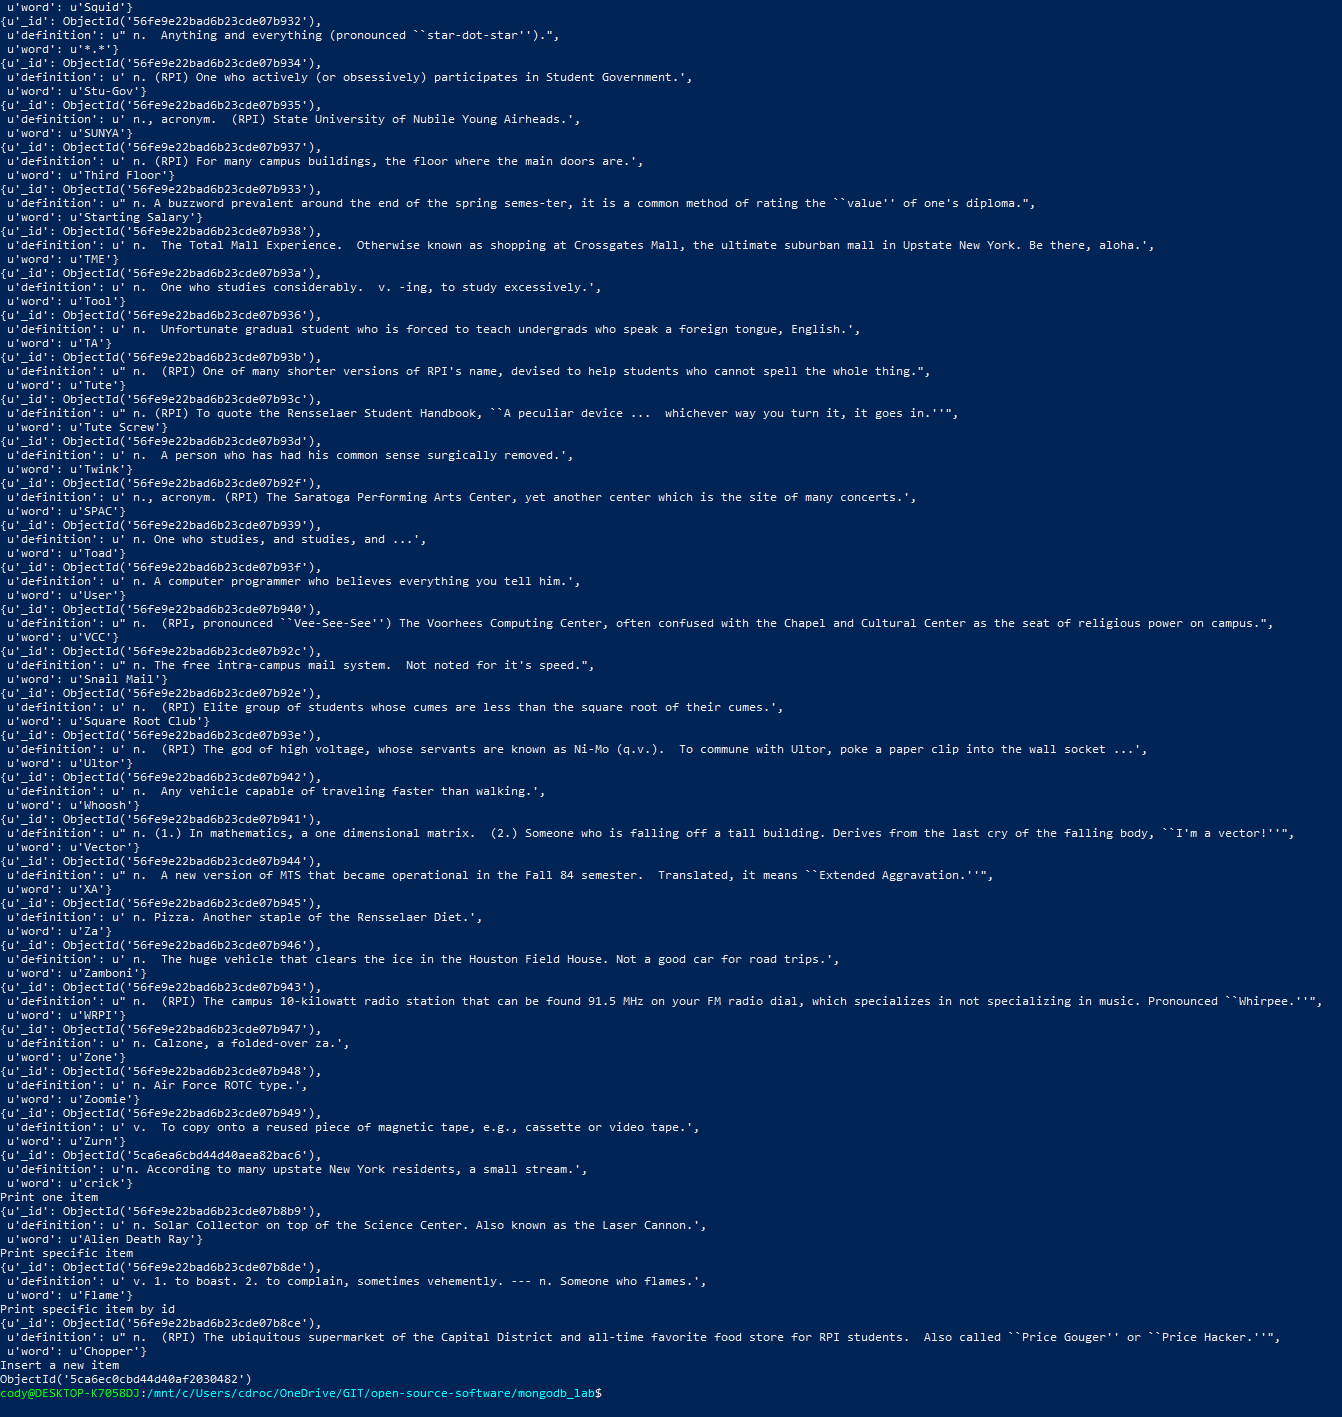 u'word': u'Squid'}
{u'_id': ObjectId('56fe9e22bad6b23cde07b932'),
 u'definition': u" n.  Anything and everything (pronounced ``star-dot-star'').",
 u'word': u'*.*'}
{u'_id': ObjectId('56fe9e22bad6b23cde07b934'),
 u'definition': u' n. (RPI) One who actively (or obsessively) participates in Student Government.',
 u'word': u'Stu-Gov'}
{u'_id': ObjectId('56fe9e22bad6b23cde07b935'),
 u'definition': u' n., acronym.  (RPI) State University of Nubile Young Airheads.',
 u'word': u'SUNYA'}
{u'_id': ObjectId('56fe9e22bad6b23cde07b937'),
 u'definition': u' n. (RPI) For many campus buildings, the floor where the main doors are.',
 u'word': u'Third Floor'}
{u'_id': ObjectId('56fe9e22bad6b23cde07b933'),
 u'definition': u" n. A buzzword prevalent around the end of the spring semes-ter, it is a common method of rating the ``value'' of one's diploma.",
 u'word': u'Starting Salary'}
{u'_id': ObjectId('56fe9e22bad6b23cde07b938'),
 u'definition': u' n.  The Total Mall Experience.  Otherwise known as shopping at Crossgates Mall, the ultimate suburban mall in Upstate New York. Be there, aloha.',
 u'word': u'TME'}
{u'_id': ObjectId('56fe9e22bad6b23cde07b93a'),
 u'definition': u' n.  One who studies considerably.  v. -ing, to study excessively.',
 u'word': u'Tool'}
{u'_id': ObjectId('56fe9e22bad6b23cde07b936'),
 u'definition': u' n.  Unfortunate gradual student who is forced to teach undergrads who speak a foreign tongue, English.',
 u'word': u'TA'}
{u'_id': ObjectId('56fe9e22bad6b23cde07b93b'),
 u'definition': u" n.  (RPI) One of many shorter versions of RPI's name, devised to help students who cannot spell the whole thing.",
 u'word': u'Tute'}
{u'_id': ObjectId('56fe9e22bad6b23cde07b93c'),
 u'definition': u" n. (RPI) To quote the Rensselaer Student Handbook, ``A peculiar device ...  whichever way you turn it, it goes in.''",
 u'word': u'Tute Screw'}
{u'_id': ObjectId('56fe9e22bad6b23cde07b93d'),
 u'definition': u' n.  A person who has had his common sense surgically removed.',
 u'word': u'Twink'}
{u'_id': ObjectId('56fe9e22bad6b23cde07b92f'),
 u'definition': u' n., acronym. (RPI) The Saratoga Performing Arts Center, yet another center which is the site of many concerts.',
 u'word': u'SPAC'}
{u'_id': ObjectId('56fe9e22bad6b23cde07b939'),
 u'definition': u' n. One who studies, and studies, and ...',
 u'word': u'Toad'}
{u'_id': ObjectId('56fe9e22bad6b23cde07b93f'),
 u'definition': u' n. A computer programmer who believes everything you tell him.',
 u'word': u'User'}
{u'_id': ObjectId('56fe9e22bad6b23cde07b940'),
 u'definition': u" n.  (RPI, pronounced ``Vee-See-See'') The Voorhees Computing Center, often confused with the Chapel and Cultural Center as the seat of religious power on campus.",
 u'word': u'VCC'}
{u'_id': ObjectId('56fe9e22bad6b23cde07b92c'),
 u'definition': u" n. The free intra-campus mail system.  Not noted for it's speed.",
 u'word': u'Snail Mail'}
{u'_id': ObjectId('56fe9e22bad6b23cde07b92e'),
 u'definition': u' n.  (RPI) Elite group of students whose cumes are less than the square root of their cumes.',
 u'word': u'Square Root Club'}
{u'_id': ObjectId('56fe9e22bad6b23cde07b93e'),
 u'definition': u' n.  (RPI) The god of high voltage, whose servants are known as Ni-Mo (q.v.).  To commune with Ultor, poke a paper clip into the wall socket ...',
 u'word': u'Ultor'}
{u'_id': ObjectId('56fe9e22bad6b23cde07b942'),
 u'definition': u' n.  Any vehicle capable of traveling faster than walking.',
 u'word': u'Whoosh'}
{u'_id': ObjectId('56fe9e22bad6b23cde07b941'),
 u'definition': u" n. (1.) In mathematics, a one dimensional matrix.  (2.) Someone who is falling off a tall building. Derives from the last cry of the falling body, ``I'm a vector!''",
 u'word': u'Vector'}
{u'_id': ObjectId('56fe9e22bad6b23cde07b944'),
 u'definition': u" n.  A new version of MTS that became operational in the Fall 84 semester.  Translated, it means ``Extended Aggravation.''",
 u'word': u'XA'}
{u'_id': ObjectId('56fe9e22bad6b23cde07b945'),
 u'definition': u' n. Pizza. Another staple of the Rensselaer Diet.',
 u'word': u'Za'}
{u'_id': ObjectId('56fe9e22bad6b23cde07b946'),
 u'definition': u' n.  The huge vehicle that clears the ice in the Houston Field House. Not a good car for road trips.',
 u'word': u'Zamboni'}
{u'_id': ObjectId('56fe9e22bad6b23cde07b943'),
 u'definition': u" n.  (RPI) The campus 10-kilowatt radio station that can be found 91.5 MHz on your FM radio dial, which specializes in not specializing in music. Pronounced ``Whirpee.''",
 u'word': u'WRPI'}
{u'_id': ObjectId('56fe9e22bad6b23cde07b947'),
 u'definition': u' n. Calzone, a folded-over za.',
 u'word': u'Zone'}
{u'_id': ObjectId('56fe9e22bad6b23cde07b948'),
 u'definition': u' n. Air Force ROTC type.',
 u'word': u'Zoomie'}
{u'_id': ObjectId('56fe9e22bad6b23cde07b949'),
 u'definition': u' v.  To copy onto a reused piece of magnetic tape, e.g., cassette or video tape.',
 u'word': u'Zurn'}
{u'_id': ObjectId('5ca6ea6cbd44d40aea82bac6'),
 u'definition': u'n. According to many upstate New York residents, a small stream.',
 u'word': u'crick'}
Print one item
{u'_id': ObjectId('56fe9e22bad6b23cde07b8b9'),
 u'definition': u' n. Solar Collector on top of the Science Center. Also known as the Laser Cannon.',
 u'word': u'Alien Death Ray'}
Print specific item
{u'_id': ObjectId('56fe9e22bad6b23cde07b8de'),
 u'definition': u' v. 1. to boast. 2. to complain, sometimes vehemently. --- n. Someone who flames.',
 u'word': u'Flame'}
Print specific item by id
{u'_id': ObjectId('56fe9e22bad6b23cde07b8ce'),
 u'definition': u" n.  (RPI) The ubiquitous supermarket of the Capital District and all-time favorite food store for RPI students.  Also called ``Price Gouger'' or ``Price Hacker.''",
 u'word': u'Chopper'}
Insert a new item
ObjectId('5ca6ec0cbd44d40af2030482')
cody@DESKTOP-K7058DJ:/mnt/c/Users/cdroc/OneDrive/GIT/open-source-software/mongodb_lab$